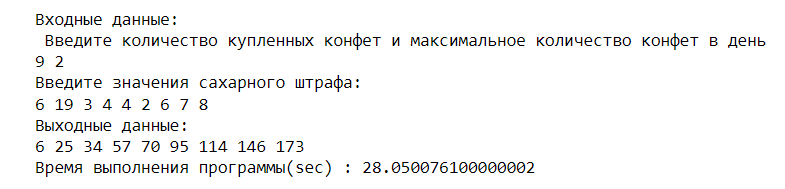 Входные данные:
Введите количество купленных конфет и максимальное количество конфет в день
9 2
Введите значения сахарного штрафа:
6 19 3 4 4 2 6 7 8
Выходные данные:
6 25 34 57 70 95 114 146 173
Время выполнения программы(sec) : 28.050076100000002